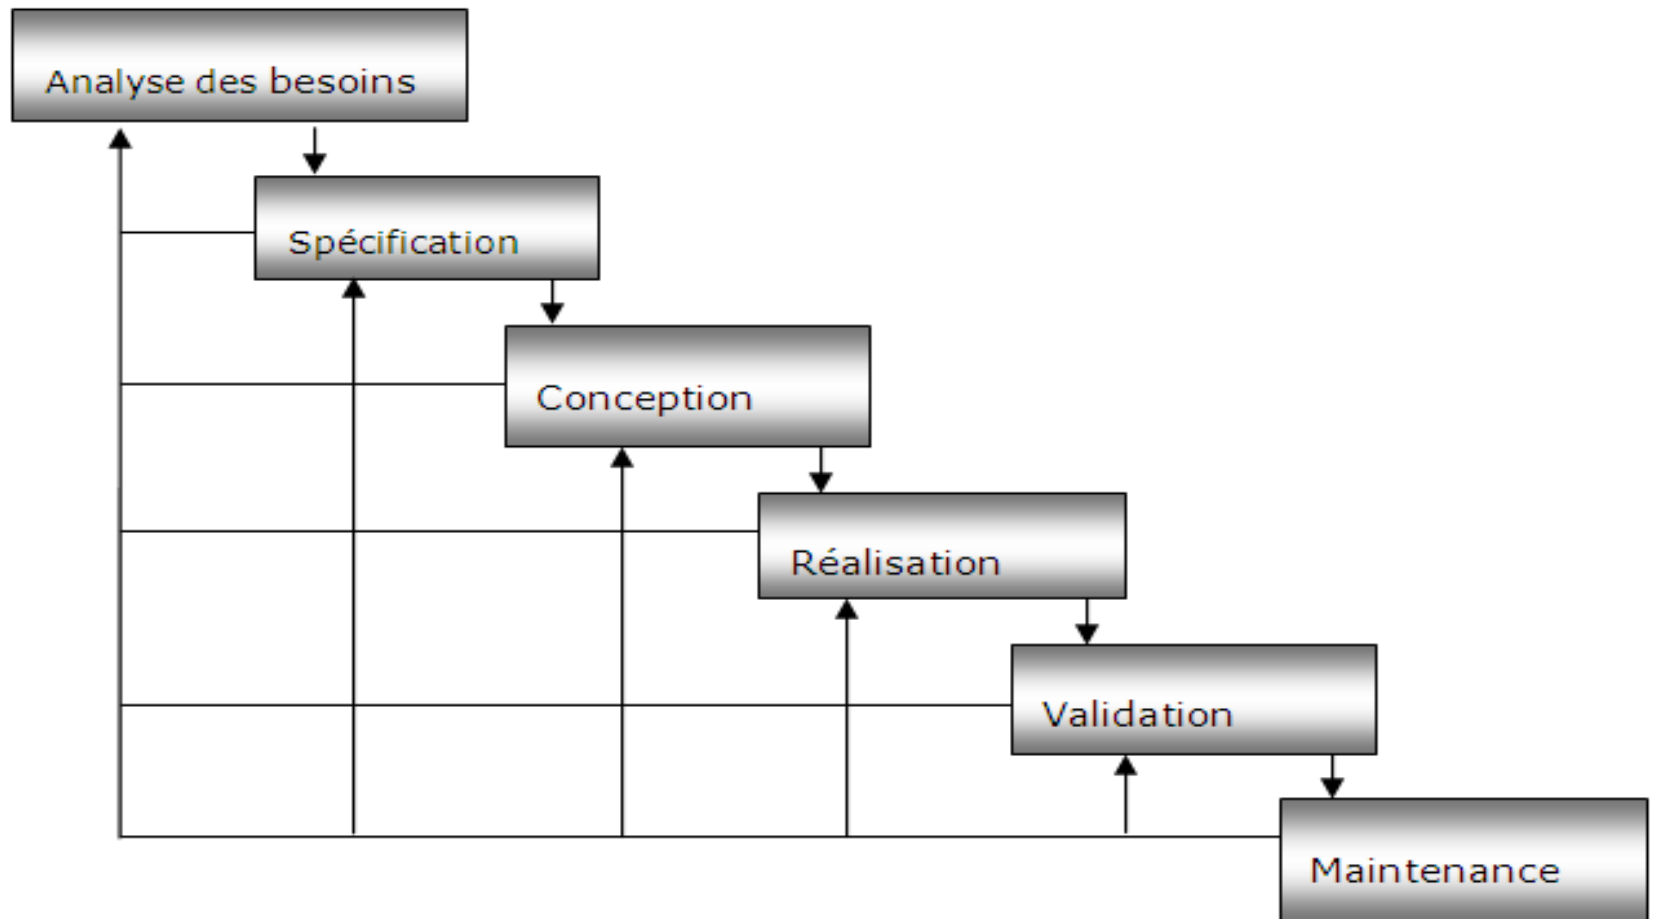 Analyse des besoins
Spécification
Conception
Réalisation
Validation
Maintenance